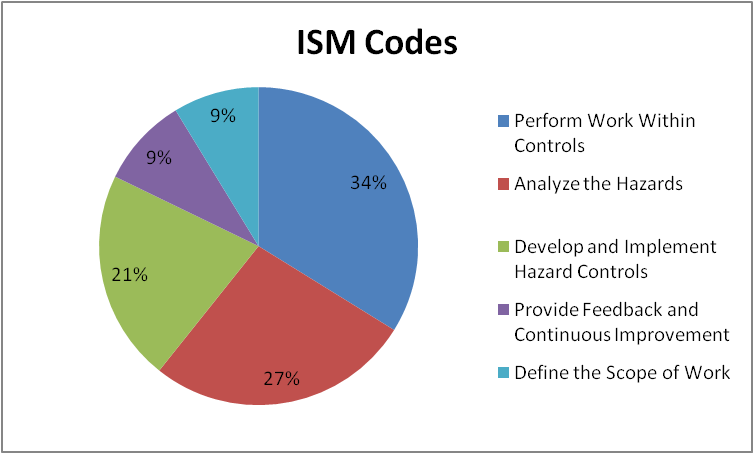 ISM Codes
9%
9%
34%
21%
27%
Perform Work Within
Controls
Analyze the Hazards
Develop and Implement
Hazard Controls
Provide Feedback and
Continuous Improvement
Define the Scope of Work